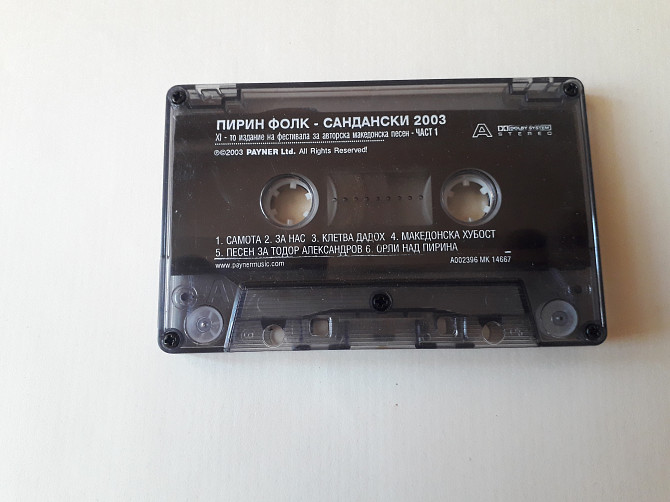 ПИРИН ФОЛК - САНДАНСКИ 2003
XI - то издание на фестивала за авторска македонска песен - ЧАСТ 1
℗©2003 PAYNER Ltd. All Rights Reserved!
A
DOLBY SYSTEM
STEREO
1. САМОТА 2. ЗА НАС 3. КЛЕТВА ДАДОХ 4. МАКЕДОНСКА ХУБОСТ
5. ПЕСЕН ЗА ТОДОР АЛЕКСАНДРОВ 6. ОРЛИ НАД ПИРИНА
www.paynermusic.com
A002396 MK 14667